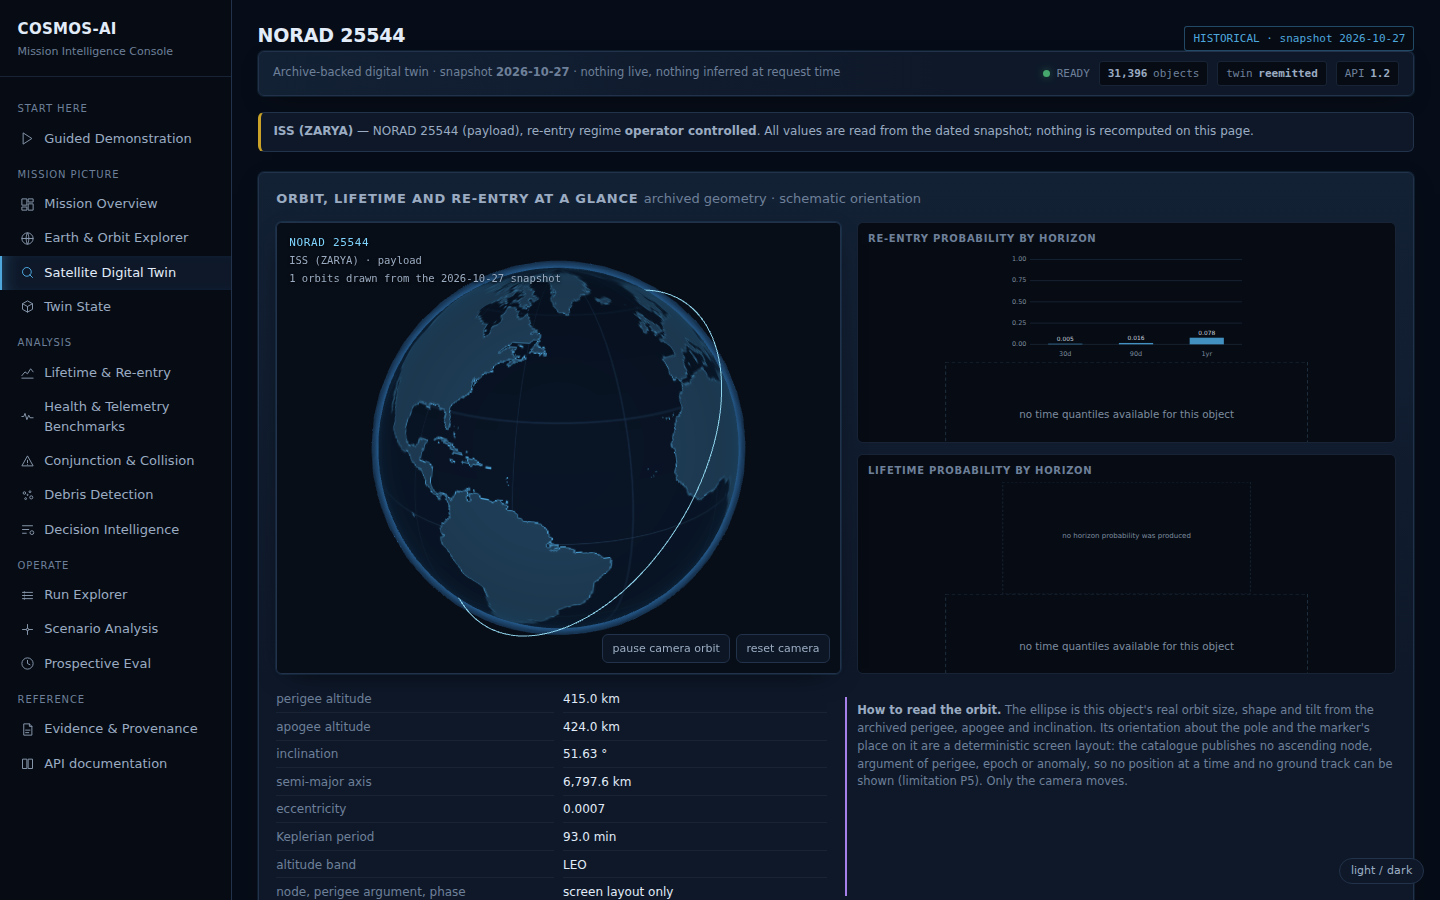 COSMOS-AI
Mission Intelligence Console
START HERE
Guided Demonstration
MISSION PICTURE
Mission Overview
Earth & Orbit Explorer
Satellite Digital Twin
Twin State
ANALYSIS
Lifetime & Re-entry
Health & Telemetry
Benchmarks
Conjunction & Collision
Debris Detection
Decision Intelligence
OPERATE
Run Explorer
Scenario Analysis
Prospective Eval
REFERENCE
Evidence & Provenance
API documentation
NORAD 25544
HISTORICAL · snapshot 2026-10-27
Archive-backed digital twin · snapshot 2026-10-27 · nothing live, nothing inferred at request time
READY
31,396 objects
twin reemitted
API 1.2
ISS (ZARYA) — NORAD 25544 (payload), re-entry regime operator controlled. All values are read from the dated snapshot; nothing is recomputed on this page.
ORBIT, LIFETIME AND RE-ENTRY AT A GLANCE archived geometry · schematic orientation
NORAD 25544
ISS (ZARYA) · payload
1 orbits drawn from the 2026-10-27 snapshot
pause camera orbit
reset camera
RE-ENTRY PROBABILITY BY HORIZON
1.00
0.75
0.50
0.25
0.00
0.005
0.016
0.078
30d
90d
1yr
no time quantiles available for this object
LIFETIME PROBABILITY BY HORIZON
no horizon probability was produced
no time quantiles available for this object
perigee altitude 415.0 km
apogee altitude 424.0 km
inclination 51.63 °
semi-major axis 6,797.6 km
eccentricity 0.0007
Keplerian period 93.0 min
altitude band LEO
node, perigee argument, phase screen layout only
How to read the orbit. The ellipse is this object's real orbit size, shape and tilt from the
archived perigee, apogee and inclination. Its orientation about the pole and the marker's
place on it are a deterministic screen layout: the catalogue publishes no ascending node,
argument of perigee, epoch or anomaly, so no position at a time and no ground track can be
shown (limitation P5). Only the camera moves.
light / dark